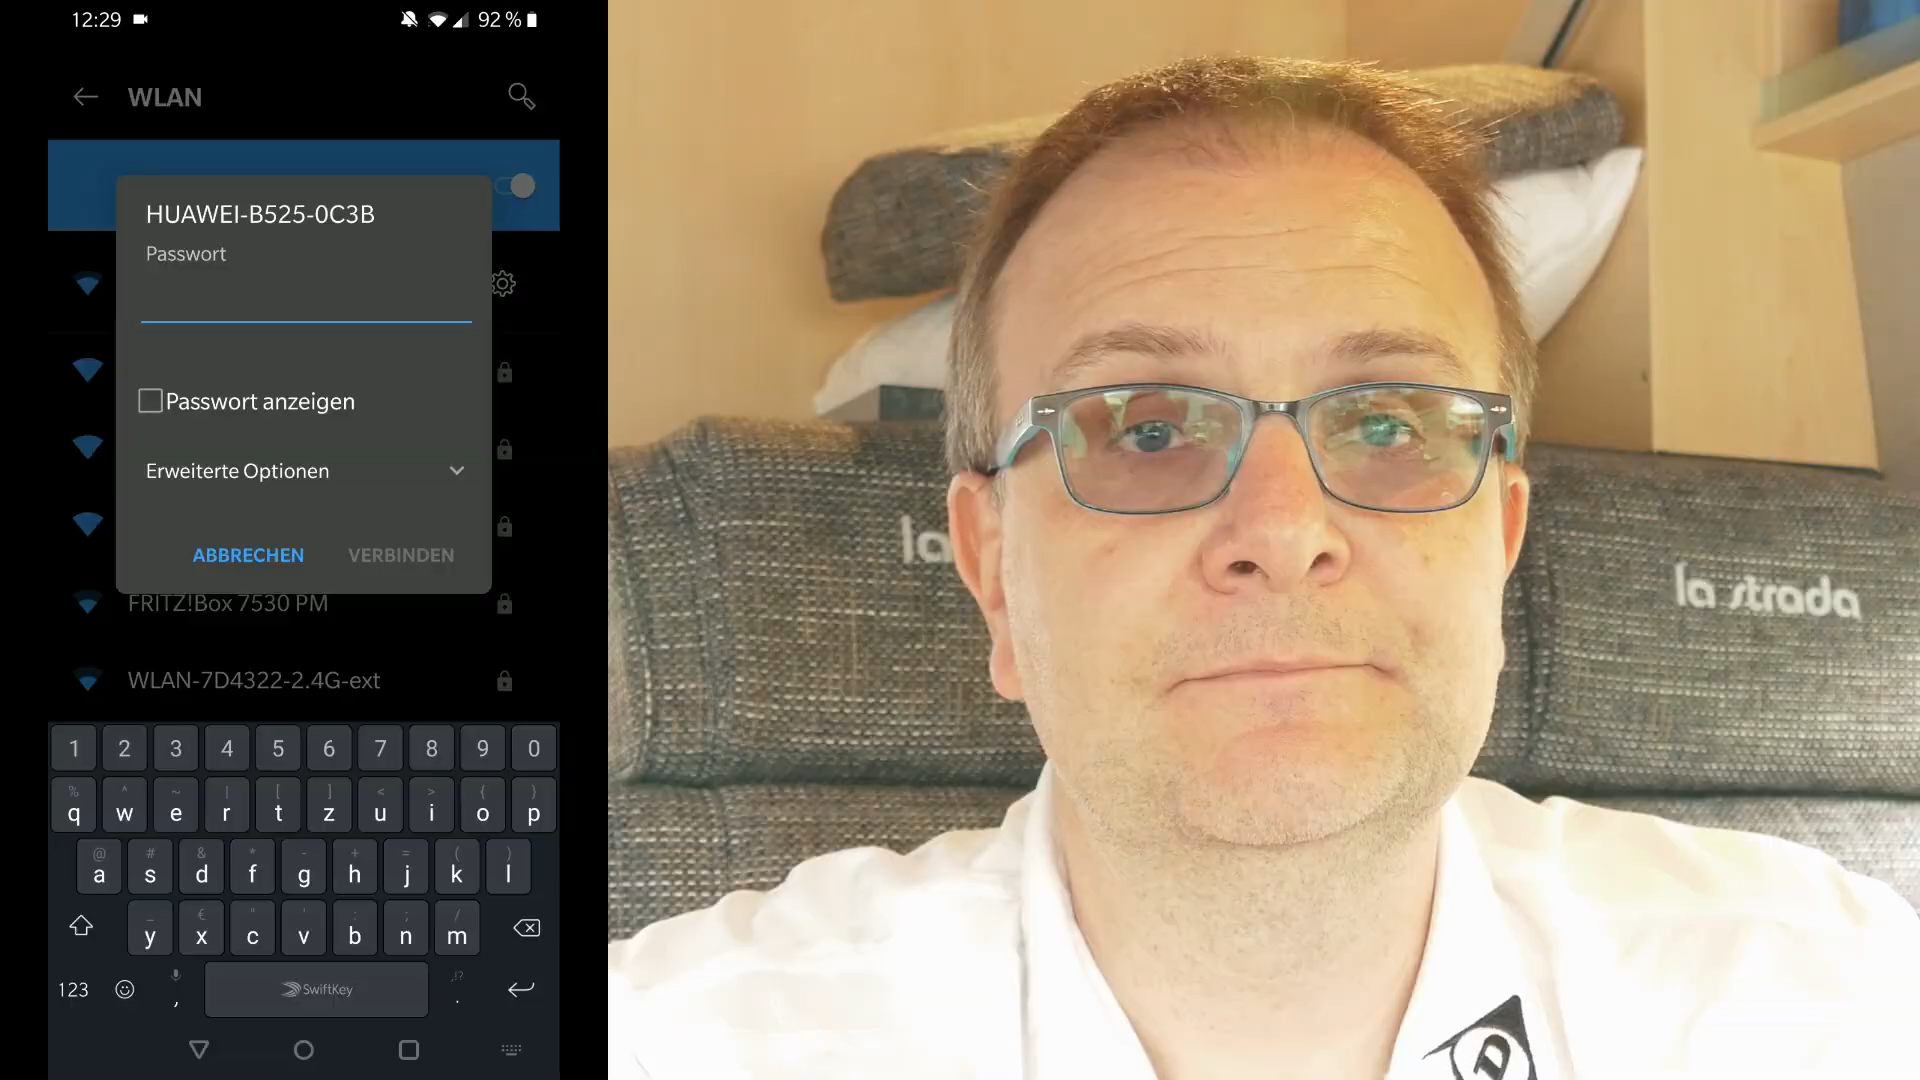 12:29
92 %
WLAN
HUAWEI-B525-0C3B
Passwort
Passwort anzeigen
Erweiterte Optionen
ABBRECHEN VERBINDEN
FRITZ!Box 7530 PM
WLAN-7D4322-2.4G-ext
1 2 3 4 5 6 7 8 9 0
% ^ ~ | [ ] < > { }
q w e r t z u i o p
@ # & * - + = ( )
a s d f g h j k l
_ € " ' : ; /
y x c v b n m
,!?
123 , SwiftKey .
la
la strada
D